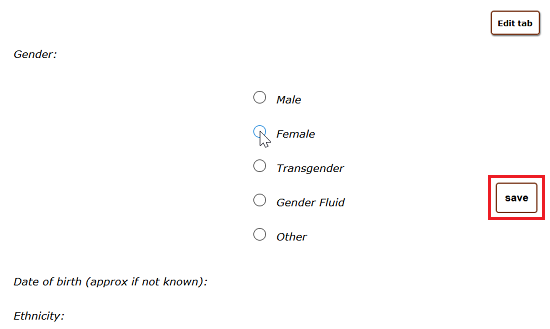 Edit tab
Gender:
Male
Female
Transgender
save
Gender Fluid
Other
Date of birth (approx if not known):
Ethnicity: